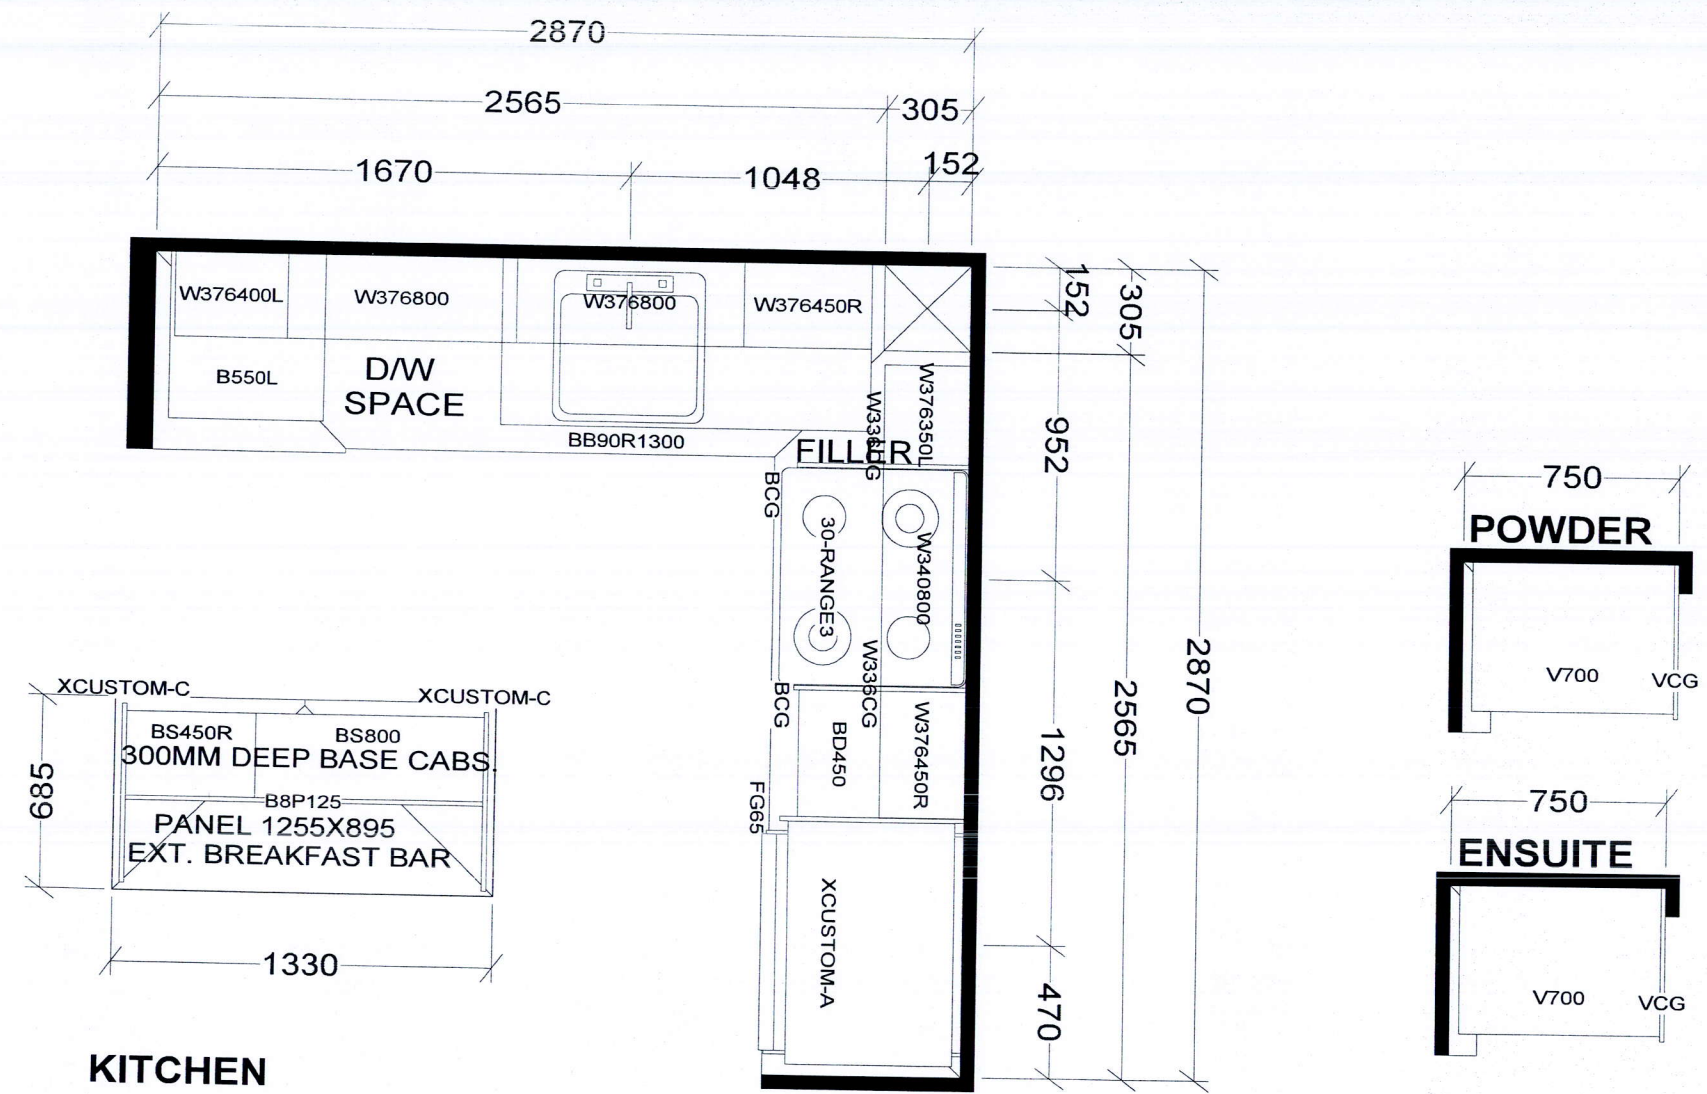 2870
2565
305
1670
1048
152
W376400L
W376800
W376800
W376450R
B550L
D/W
SPACE
BB90R1300
FILLER
W336CG
W376350L
BCG
30-RANGE3
W340800
BCG
W336CG
BD450
W376450R
FG65
XCUSTOM-A
152
305
952
1296
470
2565
2870
XCUSTOM-C
XCUSTOM-C
BS450R
BS800
300MM DEEP BASE CABS.
B8P125
PANEL 1255X895
EXT. BREAKFAST BAR
685
1330
KITCHEN
750
POWDER
V700
VCG
750
ENSUITE
V700
VCG